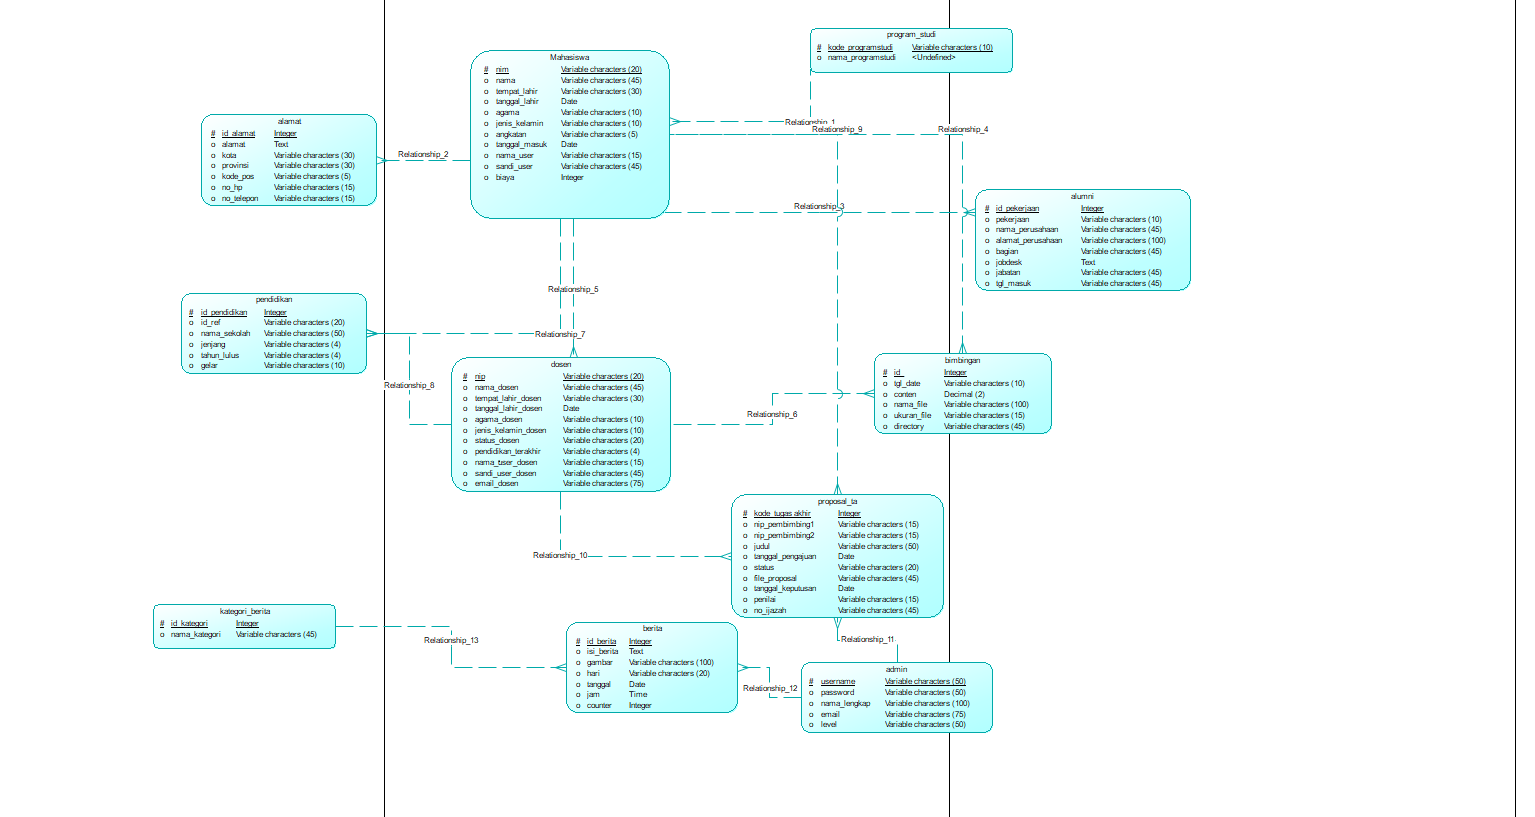 program_studi
# kode_programstudi Variable characters (10)
o nama_programstudi <Undefined>
Mahasiswa
# nim Variable characters (20)
o nama Variable characters (45)
o tempat_lahir Variable characters (30)
o tanggal_lahir Date
o agama Variable characters (10)
o jenis_kelamin Variable characters (10)
o angkatan Variable characters (5)
o tanggal_masuk Date
o nama_user Variable characters (15)
o sandi_user Variable characters (45)
o biaya Integer
Relationship_1
Relationship_9
Relationship_4
alamat
# id_alamat Integer
o alamat Text
o kota Variable characters (30)
o provinsi Variable characters (30)
o kode_pos Variable characters (5)
o no_hp Variable characters (15)
o no_telepon Variable characters (15)
Relationship_2
Relationship_3
alumni
# id_pekerjaan Integer
o pekerjaan Variable characters (10)
o nama_perusahaan Variable characters (45)
o alamat_perusahaan Variable characters (100)
o bagian Variable characters (45)
o jobdesk Text
o jabatan Variable characters (45)
o tgl_masuk Variable characters (45)
Relationship_5
pendidikan
# id_pendidikan Integer
o id_ref Variable characters (20)
o nama_sekolah Variable characters (50)
o jenjang Variable characters (4)
o tahun_lulus Variable characters (4)
o gelar Variable characters (10)
Relationship_7
Relationship_8
dosen
# nip Variable characters (20)
o nama_dosen Variable characters (45)
o tempat_lahir_dosen Variable characters (30)
o tanggal_lahir_dosen Date
o agama_dosen Variable characters (10)
o jenis_kelamin_dosen Variable characters (10)
o status_dosen Variable characters (20)
o pendidikan_terakhir Variable characters (4)
o nama_user_dosen Variable characters (15)
o sandi_user_dosen Variable characters (45)
o email_dosen Variable characters (75)
bimbingan
# id_ Integer
o tgl_date Variable characters (10)
o conten Decimal (2)
o nama_file Variable characters (100)
o ukuran_file Variable characters (15)
o directory Variable characters (45)
Relationship_6
proposal_ta
# kode_tugas akhir Integer
o nip_pembimbing1 Variable characters (15)
o nip_pembimbing2 Variable characters (15)
o judul Variable characters (50)
o tanggal_pengajuan Date
o status Variable characters (20)
o file_proposal Variable characters (45)
o tanggal_keputusan Date
o penilai Variable characters (15)
o no_ijazah Variable characters (45)
Relationship_10
kategori_berita
# id_kategori Integer
o nama_kategori Variable characters (45)
Relationship_13
berita
# id_berita Integer
o isi_berita Text
o gambar Variable characters (100)
o hari Variable characters (20)
o tanggal Date
o jam Time
o counter Integer
Relationship_11
Relationship_12
admin
# username Variable characters (50)
o password Variable characters (50)
o nama_lengkap Variable characters (100)
o email Variable characters (75)
o level Variable characters (50)